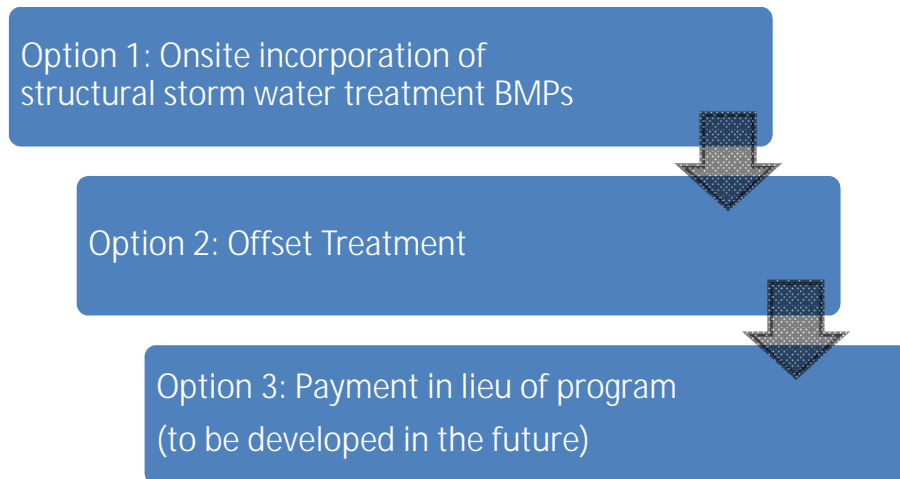 Option 1: Onsite incorporation of
structural storm water treatment BMPs
Option 2: Offset Treatment
Option 3: Payment in lieu of program
(to be developed in the future)